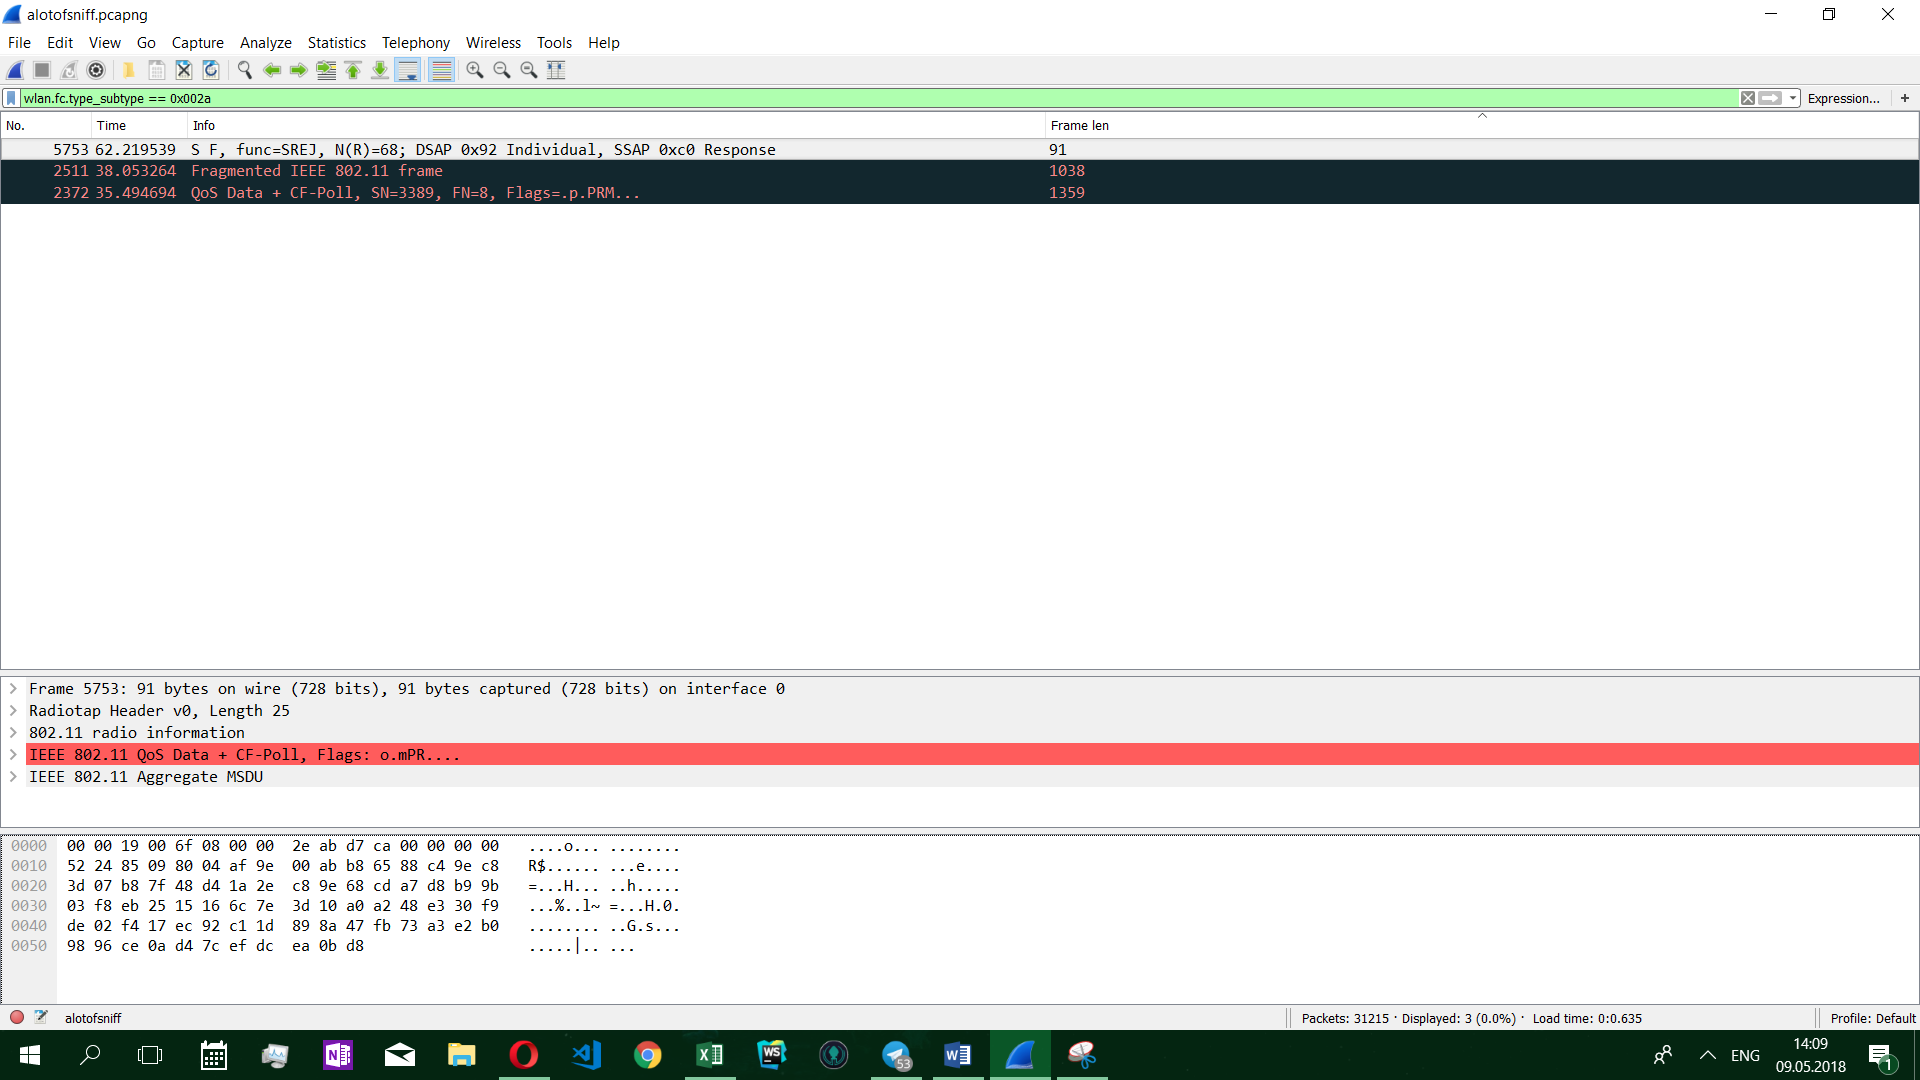 alotofsniff.pcapng
File Edit View Go Capture Analyze Statistics Telephony Wireless Tools Help
wlan.fc.type_subtype == 0x002a Expression... +
No. Time Info Frame len
5753 62.219539 S F, func=SREJ, N(R)=68; DSAP 0x92 Individual, SSAP 0xc0 Response 91
2511 38.053264 Fragmented IEEE 802.11 frame 1038
2372 35.494694 QoS Data + CF-Poll, SN=3389, FN=8, Flags=.p.PRM... 1359
Frame 5753: 91 bytes on wire (728 bits), 91 bytes captured (728 bits) on interface 0
Radiotap Header v0, Length 25
802.11 radio information
IEEE 802.11 QoS Data + CF-Poll, Flags: o.mPR....
IEEE 802.11 Aggregate MSDU
0000 00 00 19 00 6f 08 00 00 2e ab d7 ca 00 00 00 00 ....o... ........
0010 52 24 85 09 80 04 af 9e 00 ab b8 65 88 c4 9e c8 R$...... ...e....
0020 3d 07 b8 7f 48 d4 1a 2e c8 9e 68 cd a7 d8 b9 9b =...H... ..h.....
0030 03 f8 eb 25 15 16 6c 7e 3d 10 a0 a2 48 e3 30 f9 ...%..l~ =...H.0.
0040 de 02 f4 17 ec 92 c1 1d 89 8a 47 fb 73 a3 e2 b0 ........ ..G.s...
0050 98 96 ce 0a d4 7c ef dc ea 0b d8 .....|.. ...
alotofsniff Packets: 31215 · Displayed: 3 (0.0%) · Load time: 0:0.635 Profile: Default
N WS 53 W ENG 14:09
09.05.2018 1